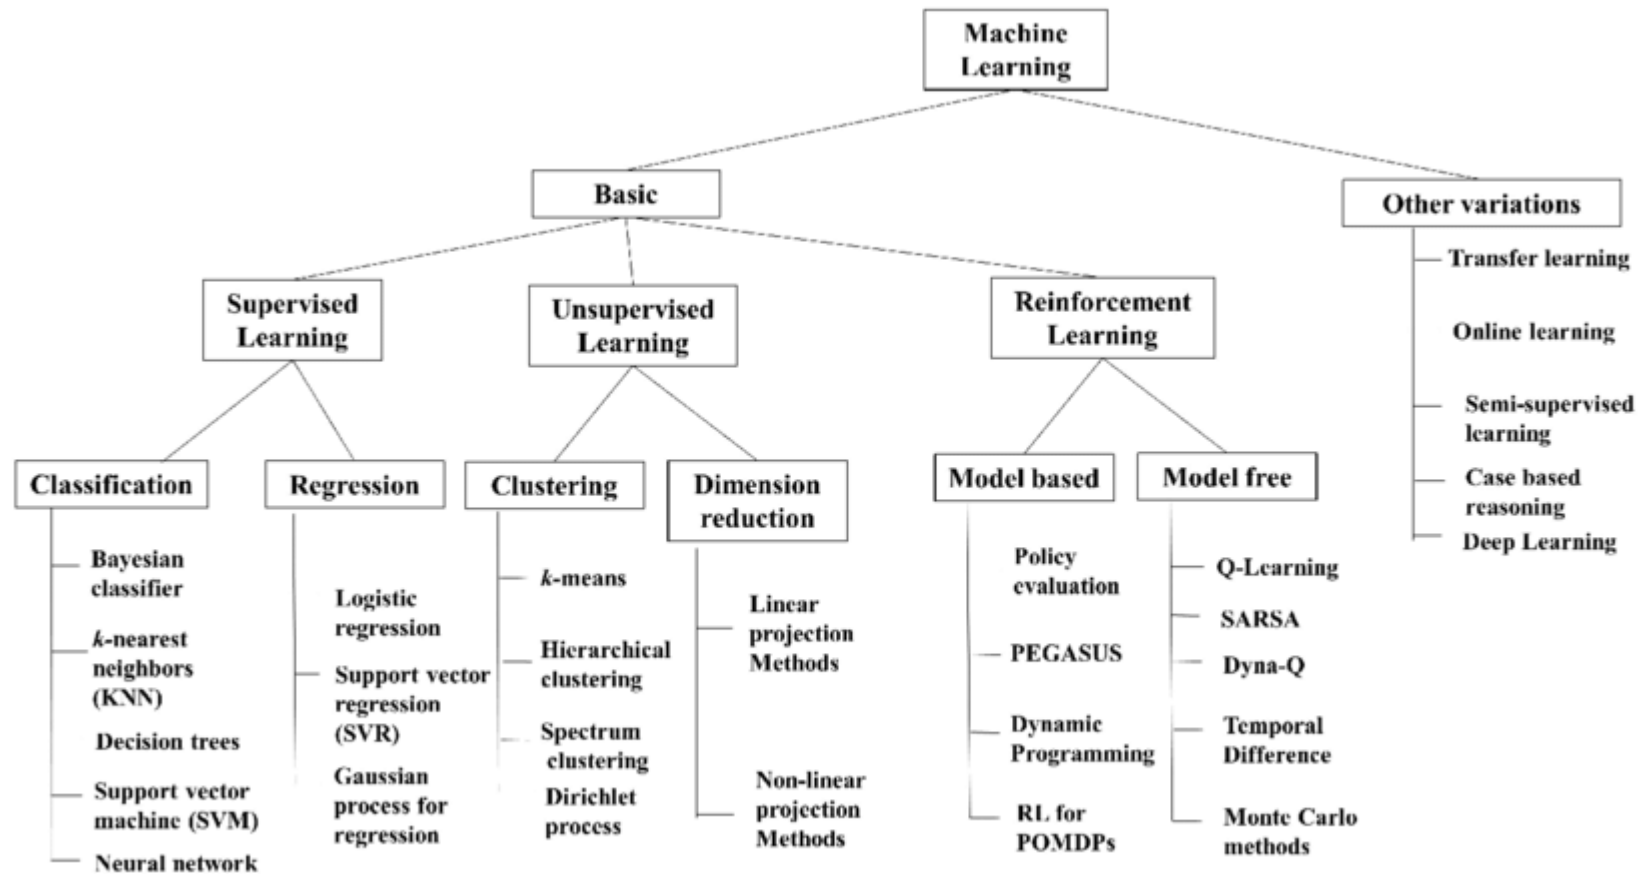 Machine
Learning
Basic
Other variations
Transfer learning
Online learning
Semi-supervised
learning
Case based
reasoning
Deep Learning
Supervised
Learning
Unsupervised
Learning
Reinforcement
Learning
Classification
Bayesian
classifier
k-nearest
neighbors
(KNN)
Decision trees
Support vector
machine (SVM)
Neural network
Regression
Logistic
regression
Support vector
regression
(SVR)
Gaussian
process for
regression
Clustering
k-means
Hierarchical
clustering
Spectrum
clustering
Dirichlet
process
Dimension
reduction
Linear
projection
Methods
Non-linear
projection
Methods
Model based
Policy
evaluation
PEGASUS
Dynamic
Programming
RL for
POMDPs
Model free
Q-Learning
SARSA
Dyna-Q
Temporal
Difference
Monte Carlo
methods